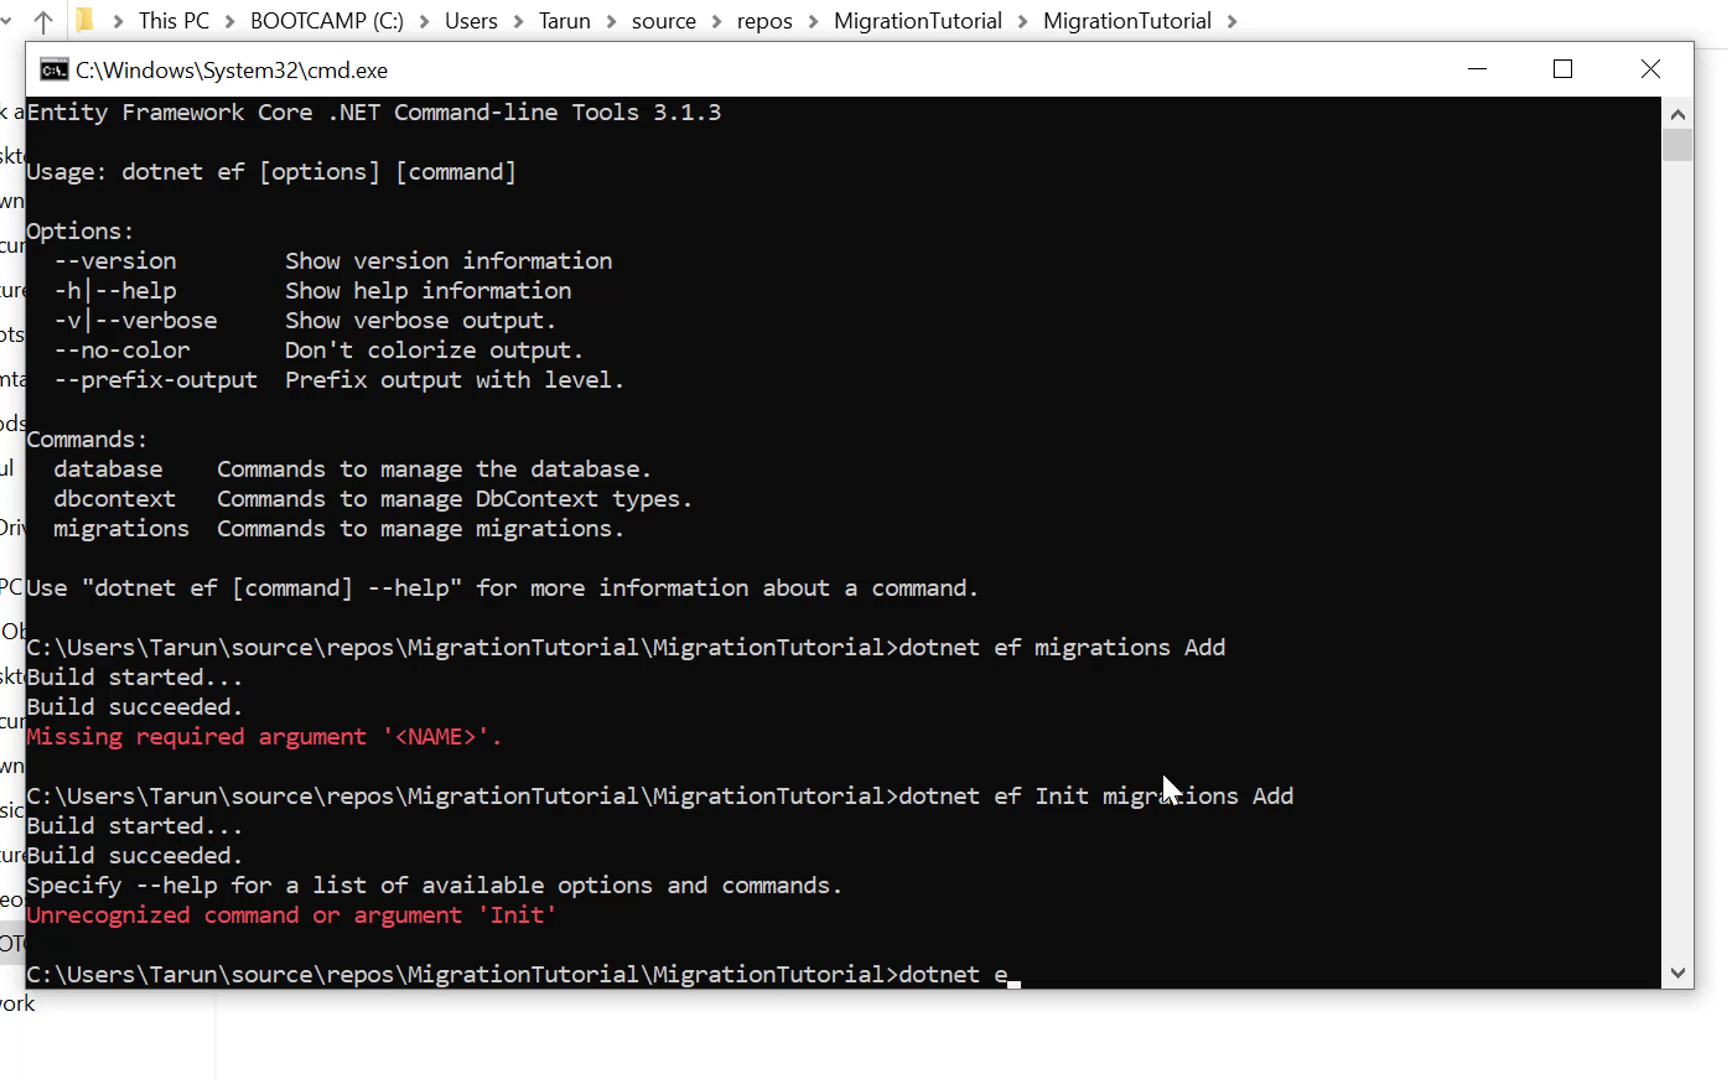 This PC > BOOTCAMP (C:) > Users > Tarun > source > repos > MigrationTutorial > MigrationTutorial >
C:\Windows\System32\cmd.exe
Entity Framework Core .NET Command-line Tools 3.1.3
Usage: dotnet ef [options] [command]
Options:
--version Show version information
-h|--help Show help information
-v|--verbose Show verbose output.
--no-color Don't colorize output.
--prefix-output Prefix output with level.
Commands:
database Commands to manage the database.
dbcontext Commands to manage DbContext types.
migrations Commands to manage migrations.
Use "dotnet ef [command] --help" for more information about a command.
C:\Users\Tarun\source\repos\MigrationTutorial\MigrationTutorial>dotnet ef migrations Add
Build started...
Build succeeded.
Missing required argument '<NAME>'.
C:\Users\Tarun\source\repos\MigrationTutorial\MigrationTutorial>dotnet ef Init migrations Add
Build started...
Build succeeded.
Specify --help for a list of available options and commands.
Unrecognized command or argument 'Init'
C:\Users\Tarun\source\repos\MigrationTutorial\MigrationTutorial>dotnet e_